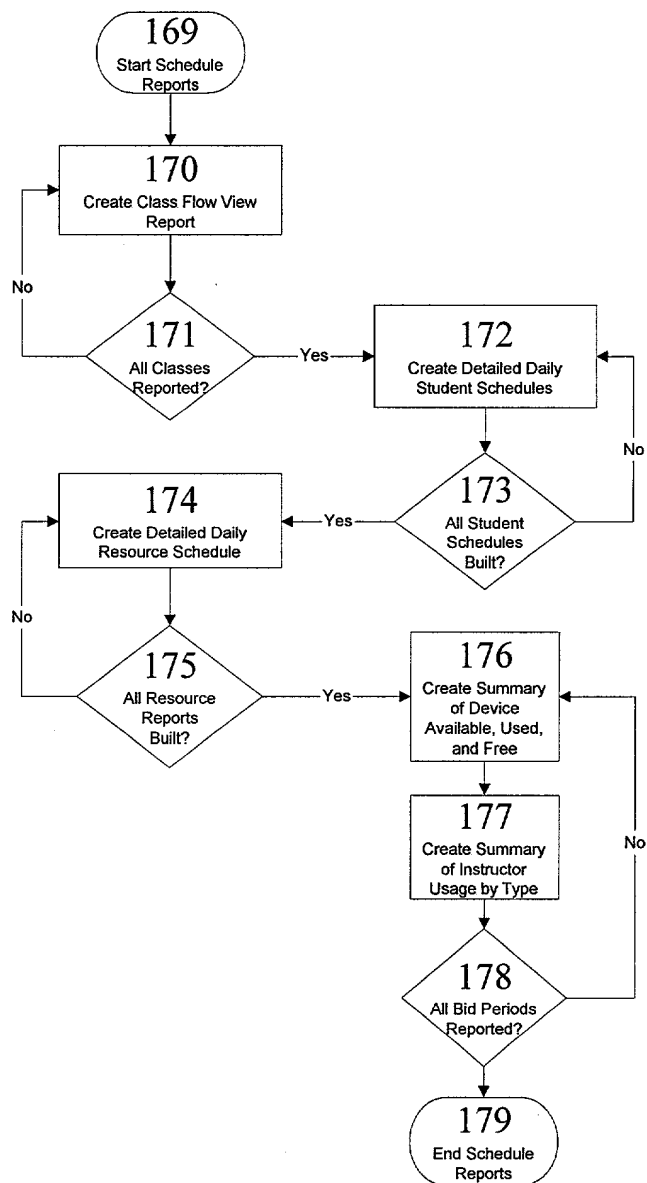 169
Start Schedule
Reports
170
Create Class Flow View
Report
No
171
All Classes
Reported?
Yes
172
Create Detailed Daily
Student Schedules
No
173
All Student
Schedules
Built?
Yes
174
Create Detailed Daily
Resource Schedule
No
175
All Resource
Reports
Built?
Yes
176
Create Summary
of Device
Available, Used,
and Free
177
Create Summary
of Instructor
Usage by Type
No
178
All Bid Periods
Reported?
179
End Schedule
Reports